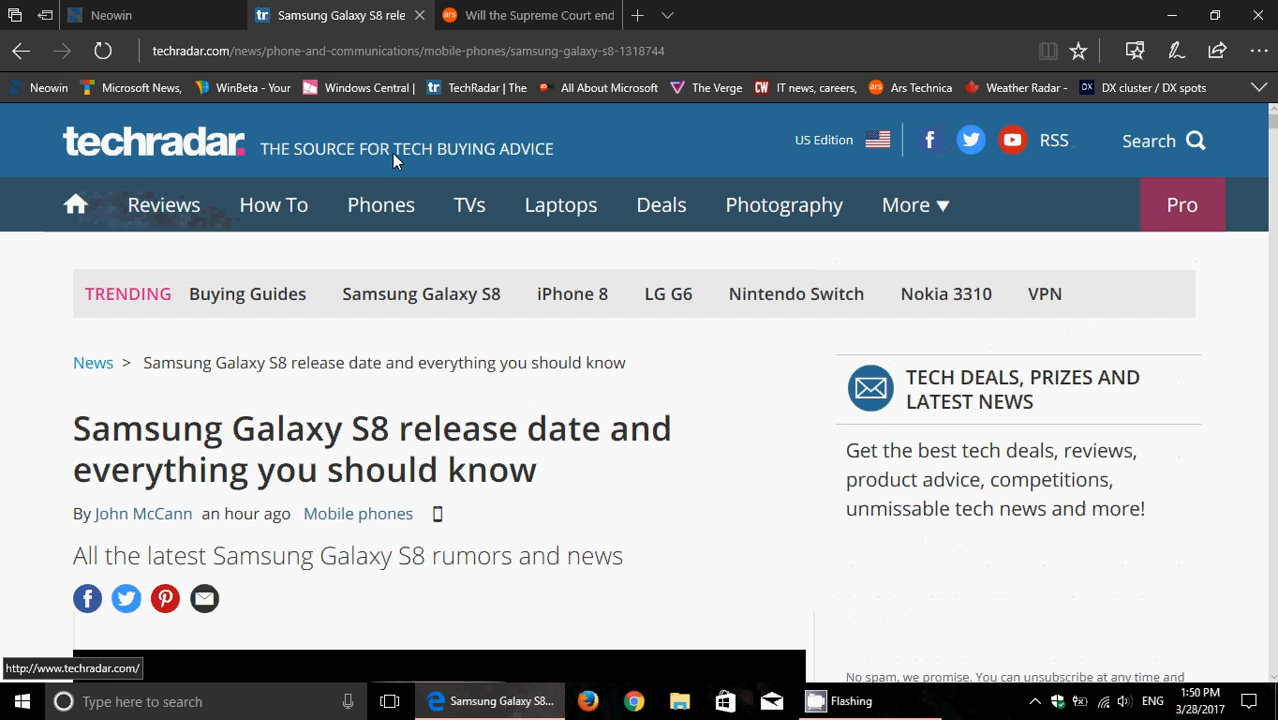 Neowin
Samsung Galaxy S8 rele
Will the Supreme Court end
techradar.com/news/phone-and-communications/mobile-phones/samsung-galaxy-s8-1318744
Neowin
Microsoft News,
WinBeta - Your
Windows Central |
TechRadar | The
All About Microsoft
The Verge
IT news, careers,
Ars Technica
Weather Radar -
DX cluster / DX spots
techradar.
THE SOURCE FOR TECH BUYING ADVICE
US Edition
RSS
Search
Reviews
How To
Phones
TVs
Laptops
Deals
Photography
More ▼
Pro
TRENDING
Buying Guides
Samsung Galaxy S8
iPhone 8
LG G6
Nintendo Switch
Nokia 3310
VPN
News > Samsung Galaxy S8 release date and everything you should know
Samsung Galaxy S8 release date and
everything you should know
By John McCann an hour ago Mobile phones
All the latest Samsung Galaxy S8 rumors and news
TECH DEALS, PRIZES AND
LATEST NEWS
Get the best tech deals, reviews,
product advice, competitions,
unmissable tech news and more!
No spam, we promise. You can unsubscribe at any time and
http://www.techradar.com/
Type here to search
Samsung Galaxy S8...
Flashing
ENG
1:50 PM
3/28/2017